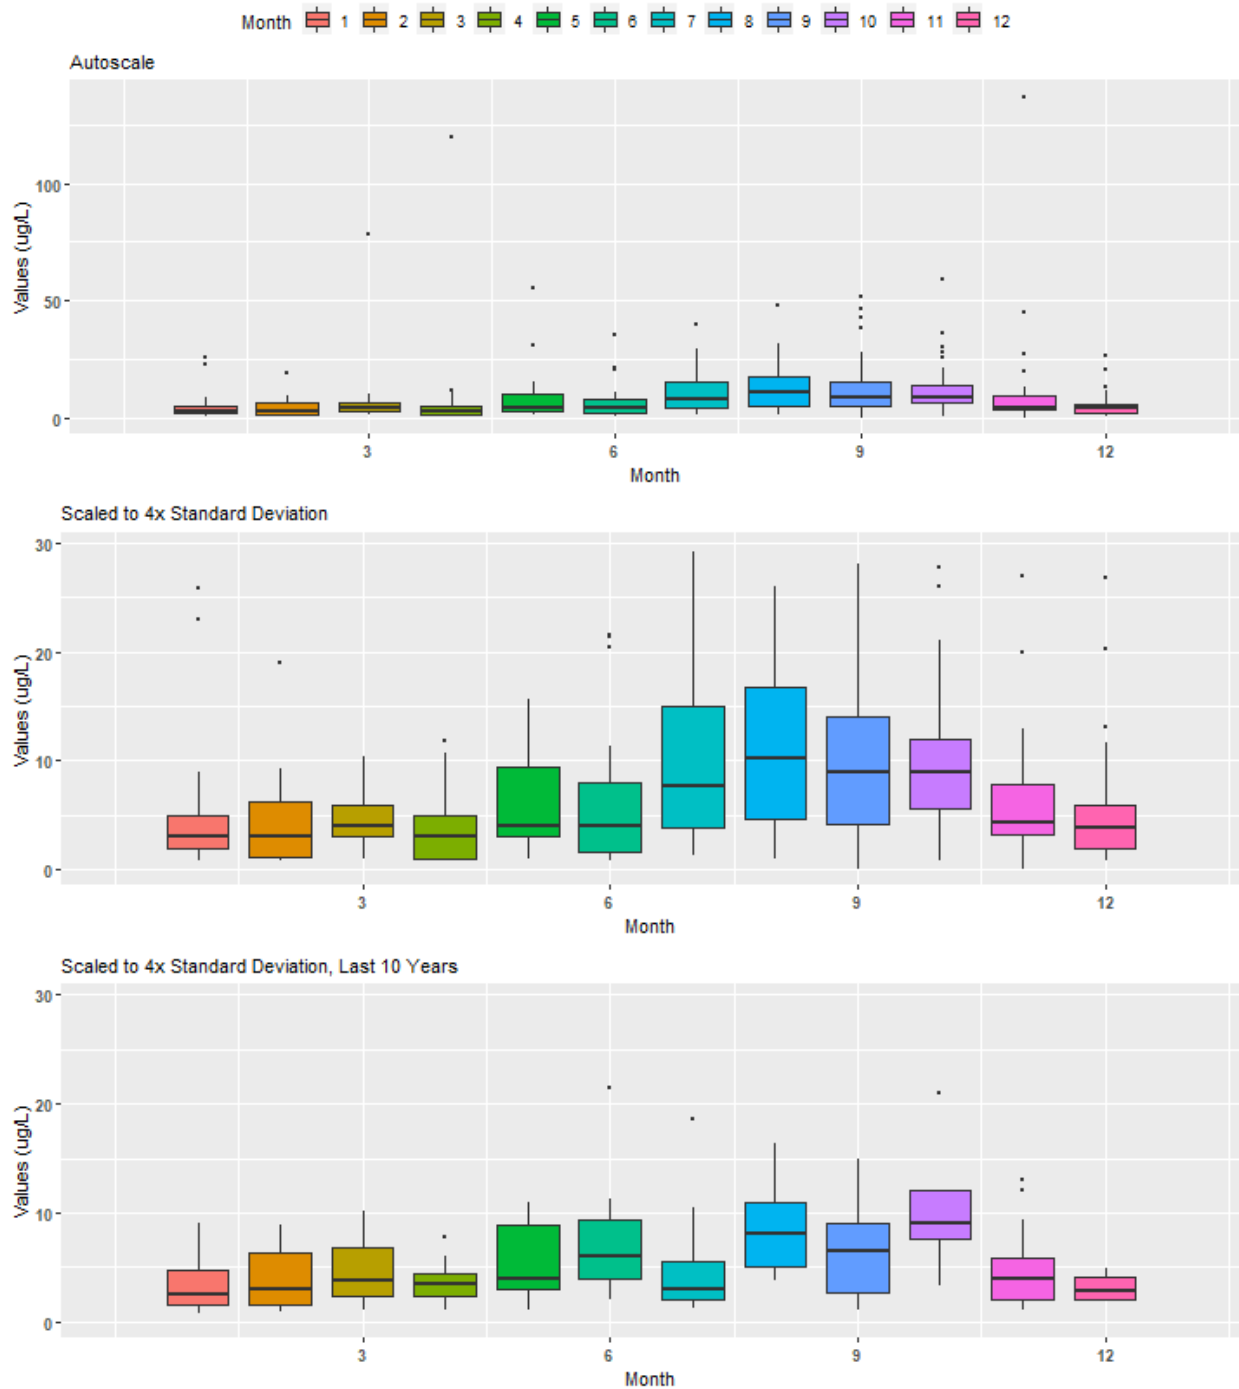 Month 1 2 3 4 5 6 7 8 9 10 11 12
Autoscale
Values (ug/L)
100
50
0
3 6 9 12
Month
Scaled to 4x Standard Deviation
Values (ug/L)
30
20
10
0
3 6 9 12
Month
Scaled to 4x Standard Deviation, Last 10 Years
Values (ug/L)
30
20
10
0
3 6 9 12
Month